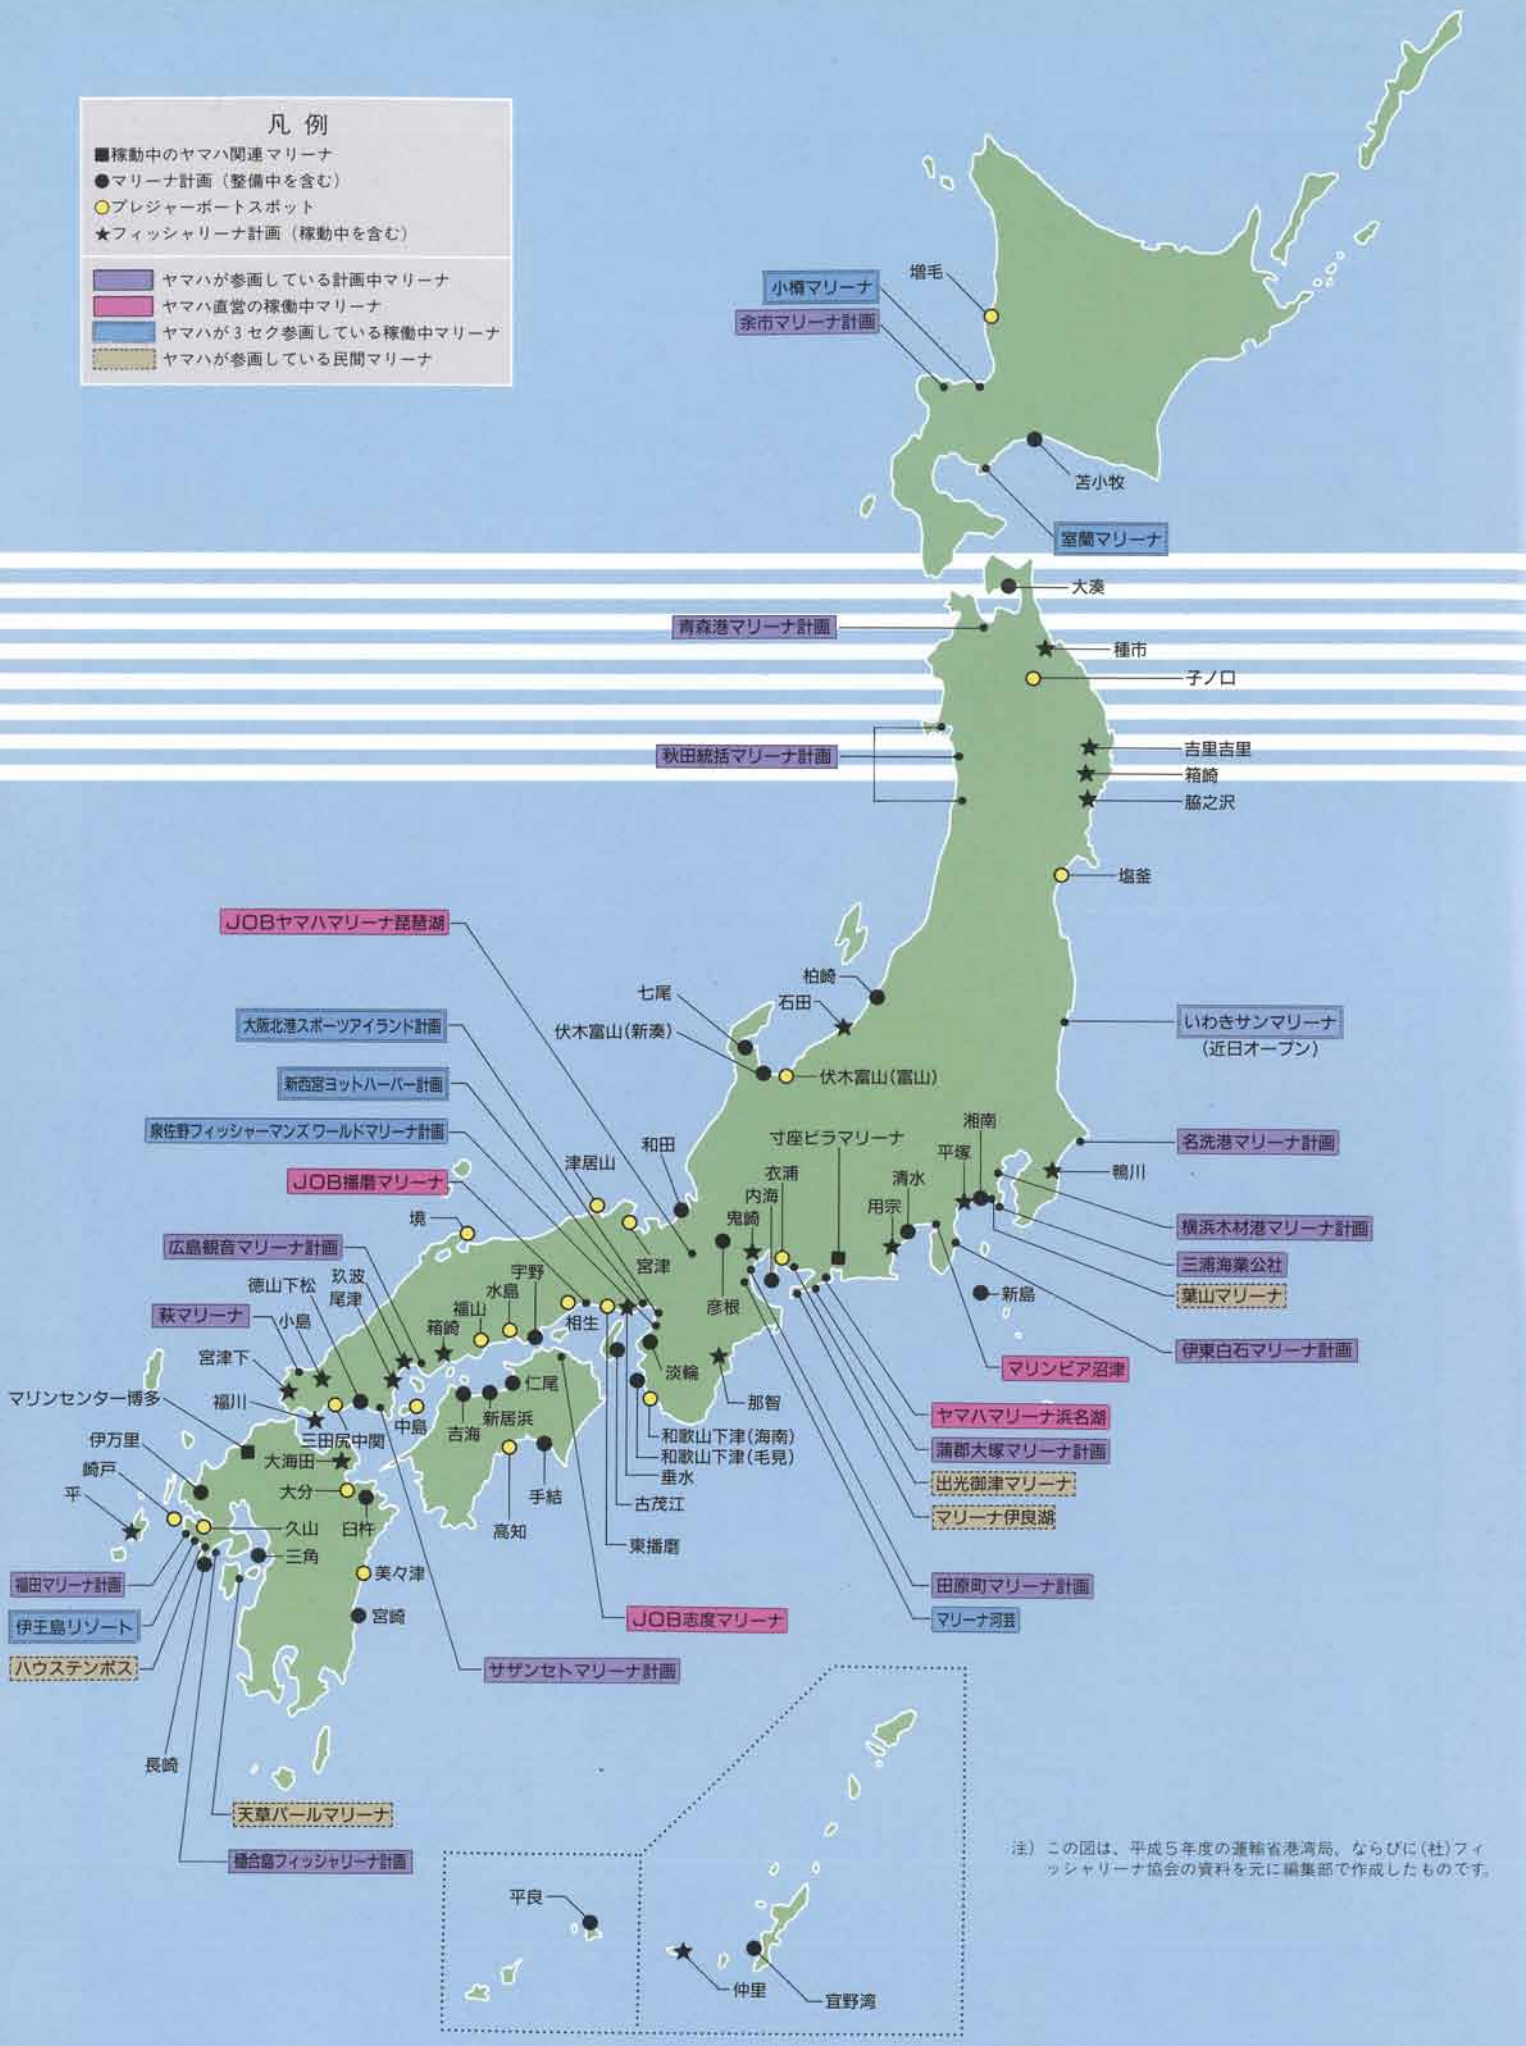 凡例
■稼動中のヤマハ関連マリーナ
●マリーナ計画（整備中を含む）
○プレジャーボートスポット
★フィッシャリーナ計画（稼動中を含む）
ヤマハが参画している計画中マリーナ
ヤマハ直営の稼働中マリーナ
ヤマハが3セク参画している稼働中マリーナ
ヤマハが参画している民間マリーナ
小樽マリーナ
増毛
余市マリーナ計画
苫小牧
室蘭マリーナ
大湊
青森港マリーナ計画
種市
子ノ口
秋田統括マリーナ計画
吉里吉里
箱崎
脇之沢
塩釜
JOBヤマハマリーナ琵琶湖
柏崎
七尾
石田
大阪北港スポーツアイランド計画
伏木富山(新湊)
いわきサンマリーナ
(近日オープン)
新西宮ヨットハーバー計画
伏木富山(富山)
泉佐野フィッシャーマンズワールドマリーナ計画
和田
寸座ビラマリーナ
湘南
平塚
名洗港マリーナ計画
鴨川
津居山
衣浦
清水
JOB播磨マリーナ
内海
用宗
境
鬼崎
横浜木材港マリーナ計画
広島観音マリーナ計画
宮津
三浦海業公社
徳山下松
玖波
尾津
宇野
水島
彦根
新島
葉山マリーナ
萩マリーナ
小島
福山
箱崎
相生
宮津下
伊東白石マリーナ計画
淡輪
マリンピア沼津
マリンセンター博多
福川
仁尾
那智
中島
吉海
新居浜
ヤマハマリーナ浜名湖
三田尻中関
和歌山下津(海南)
伊万里
蒲郡大塚マリーナ計画
大海田
和歌山下津(毛見)
崎戸
垂水
出光御津マリーナ
平
大分
手結
古茂江
マリーナ伊良湖
久山
臼杵
高知
東播磨
三角
美々津
福田マリーナ計画
田原町マリーナ計画
宮崎
伊王島リゾート
JOB志度マリーナ
マリーナ河芸
ハウステンボス
サザンセトマリーナ計画
長崎
天草パールマリーナ
樋合島フィッシャリーナ計画
注）この図は、平成5年度の運輸省港湾局、ならびに(社)フィ
ッシャリーナ協会の資料を元に編集部で作成したものです。
平良
仲里
宜野湾